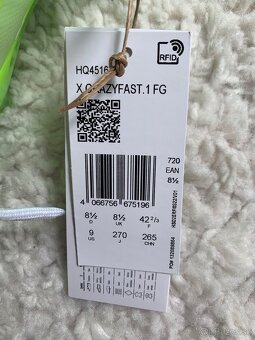 RFID
HQ4516
X CRAZYFAST.1 FG
720
EAN
8½
4 066756 675196
8½ 8½ 42⅔
D UK F
9 270 265
US J CHN